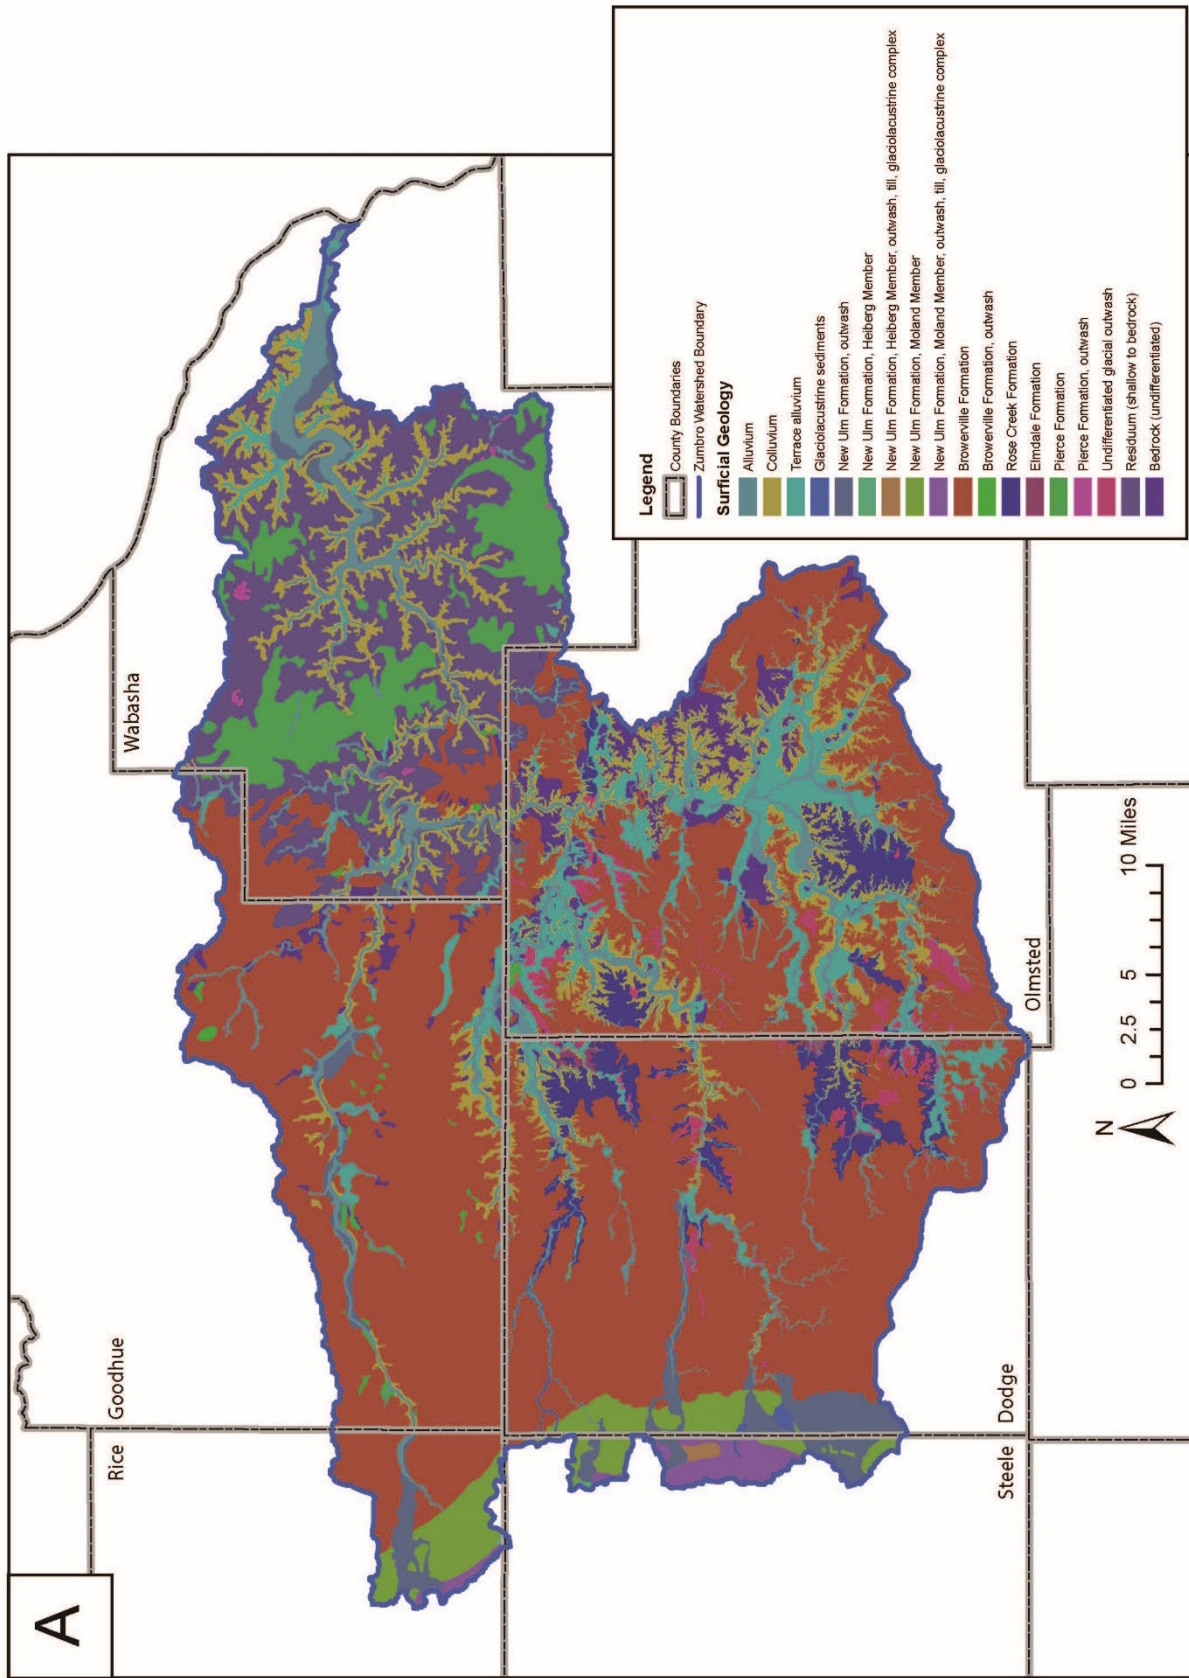 A
Rice
Goodhue
Wabasha
Steele
Dodge
Olmsted
N
0 2.5 5 10 Miles
Legend
County Boundaries
Zumbro Watershed Boundary
Surficial Geology
Alluvium
Colluvium
Terrace alluvium
Glaciolacustrine sediments
New Ulm Formation, outwash
New Ulm Formation, Heiberg Member
New Ulm Formation, Heiberg Member, outwash, till, glaciolacustrine complex
New Ulm Formation, Moland Member
New Ulm Formation, Moland Member, outwash, till, glaciolacustrine complex
Browerville Formation
Browerville Formation, outwash
Rose Creek Formation
Elmdale Formation
Pierce Formation
Pierce Formation, outwash
Undifferentiated glacial outwash
Residuum (shallow to bedrock)
Bedrock (undifferentiated)